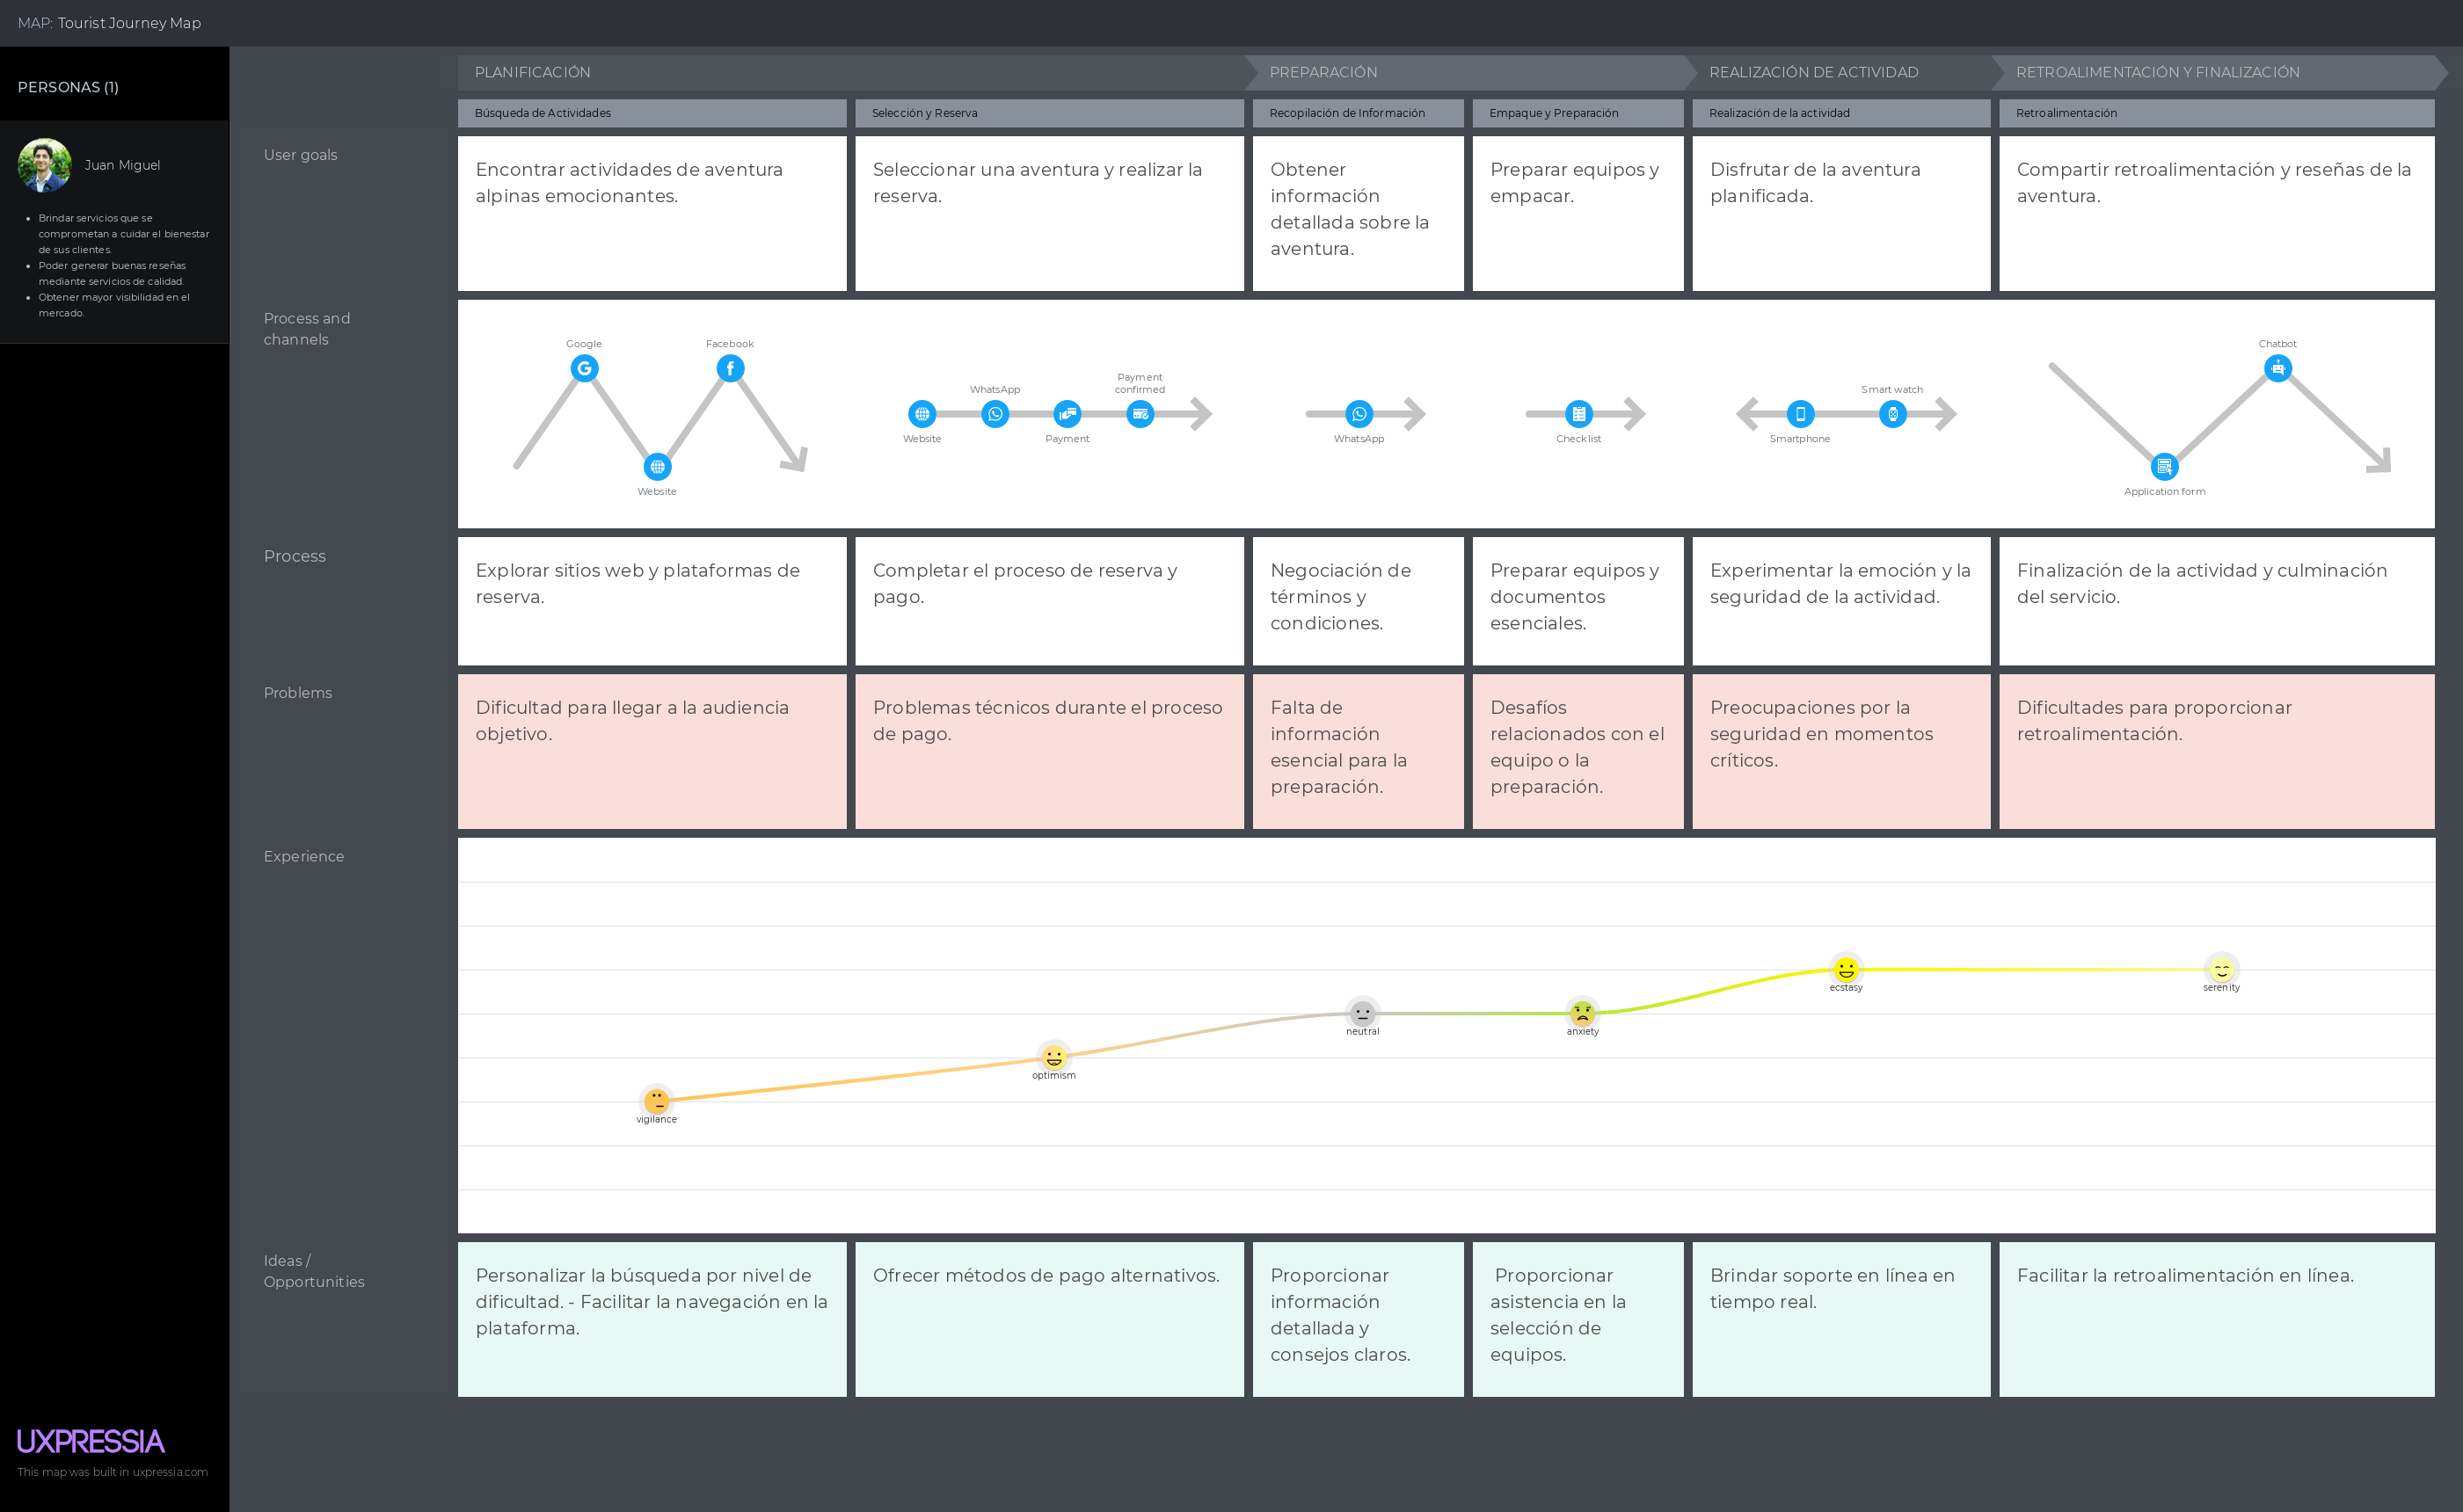 MAP: Tourist Journey Map
PERSONAS (1)
Juan Miguel
Brindar servicios que se
comprometan a cuidar el bienestar
de sus clientes.
Poder generar buenas reseñas
mediante servicios de calidad.
Obtener mayor visibilidad en el
mercado.
PLANIFICACIÓN
PREPARACIÓN
REALIZACIÓN DE ACTIVIDAD
RETROALIMENTACIÓN Y FINALIZACIÓN
Búsqueda de Actividades
Selección y Reserva
Recopilación de Información
Empaque y Preparación
Realización de la actividad
Retroalimentación
User goals
Encontrar actividades de aventura
alpinas emocionantes.
Seleccionar una aventura y realizar la
reserva.
Obtener
información
detallada sobre la
aventura.
Preparar equipos y
empacar.
Disfrutar de la aventura
planificada.
Compartir retroalimentación y reseñas de la
aventura.
Process and
channels
Google
Website
Facebook
Website
WhatsApp
Payment
Payment
confirmed
WhatsApp
Checklist
Smartphone
Smart watch
Application form
Chatbot
Process
Explorar sitios web y plataformas de
reserva.
Completar el proceso de reserva y
pago.
Negociación de
términos y
condiciones.
Preparar equipos y
documentos
esenciales.
Experimentar la emoción y la
seguridad de la actividad.
Finalización de la actividad y culminación
del servicio.
Problems
Dificultad para llegar a la audiencia
objetivo.
Problemas técnicos durante el proceso
de pago.
Falta de
información
esencial para la
preparación.
Desafíos
relacionados con el
equipo o la
preparación.
Preocupaciones por la
seguridad en momentos
críticos.
Dificultades para proporcionar
retroalimentación.
Experience
vigilance
optimism
neutral
anxiety
ecstasy
serenity
Ideas /
Opportunities
Personalizar la búsqueda por nivel de
dificultad. - Facilitar la navegación en la
plataforma.
Ofrecer métodos de pago alternativos.
Proporcionar
información
detallada y
consejos claros.
Proporcionar
asistencia en la
selección de
equipos.
Brindar soporte en línea en
tiempo real.
Facilitar la retroalimentación en línea.
UXPRESSIA
This map was built in uxpressia.com